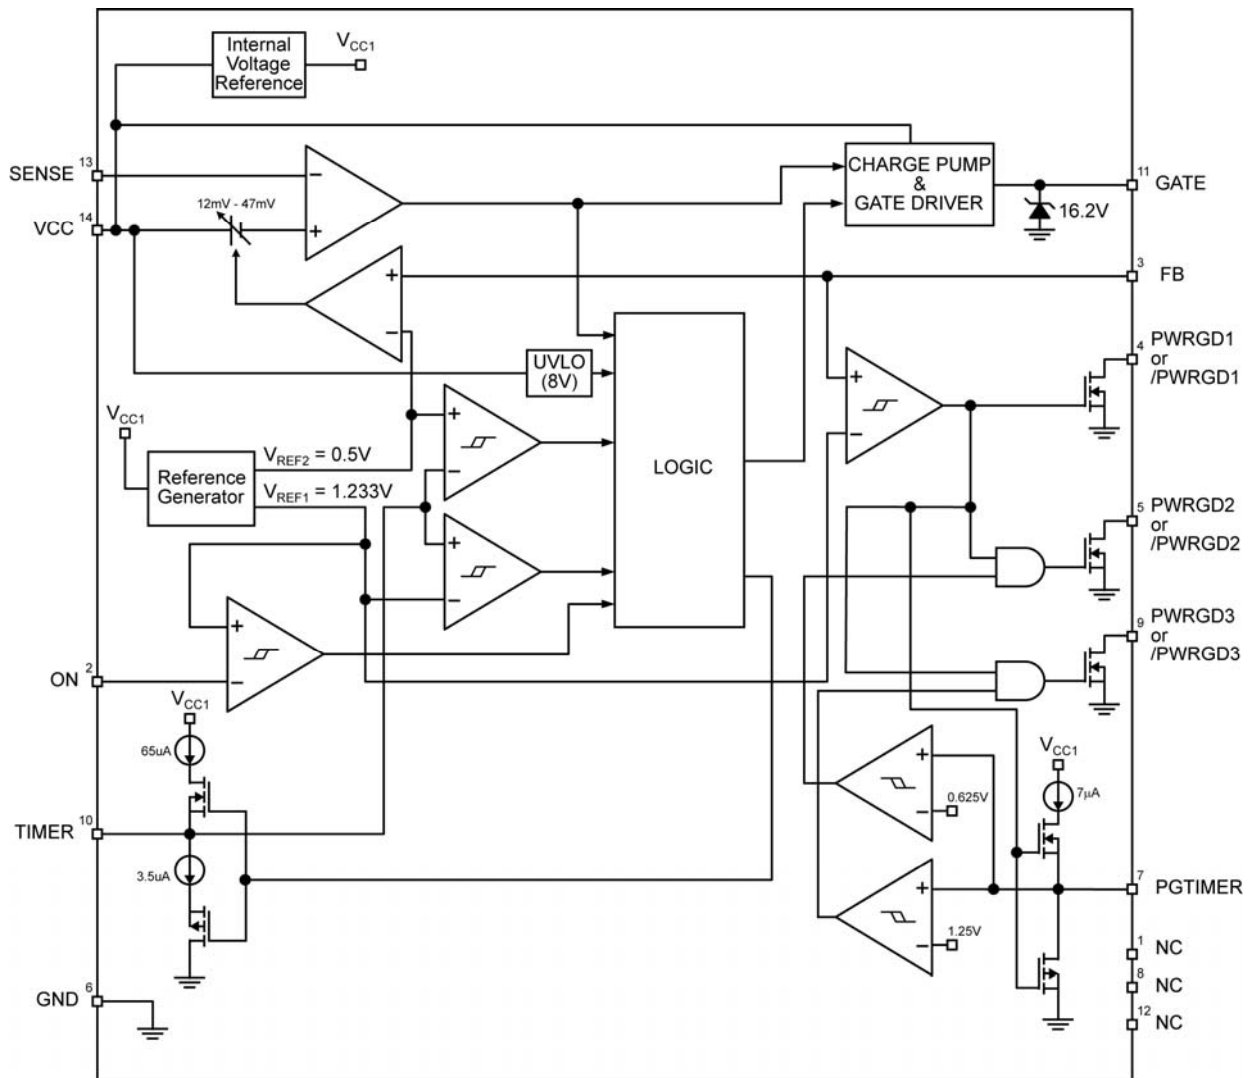 Internal
Voltage
Reference
VCC1
SENSE 13
12mV - 47mV
VCC 14
CHARGE PUMP
&
GATE DRIVER
11 GATE
16.2V
3 FB
UVLO
(8V)
4 PWRGD1
or
/PWRGD1
VCC1
Reference
Generator
VREF2 = 0.5V
VREF1 = 1.233V
LOGIC
5 PWRGD2
or
/PWRGD2
9 PWRGD3
or
/PWRGD3
ON 2
VCC1
65uA
TIMER 10
3.5uA
0.625V
VCC1
7µA
7 PGTIMER
1.25V
1 NC
8 NC
12 NC
GND 6